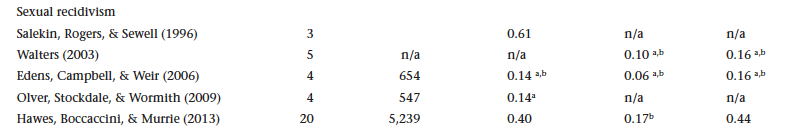 Sexual recidivism
Salekin, Rogers, & Sewell (1996) 3 0.61 n/a n/a
Walters (2003) 5 n/a n/a 0.10 a,b 0.16 a,b
Edens, Campbell, & Weir (2006) 4 654 0.14 a,b 0.06 a,b 0.16 a,b
Olver, Stockdale, & Wormith (2009) 4 547 0.14a n/a n/a
Hawes, Boccaccini, & Murrie (2013) 20 5,239 0.40 0.17b 0.44